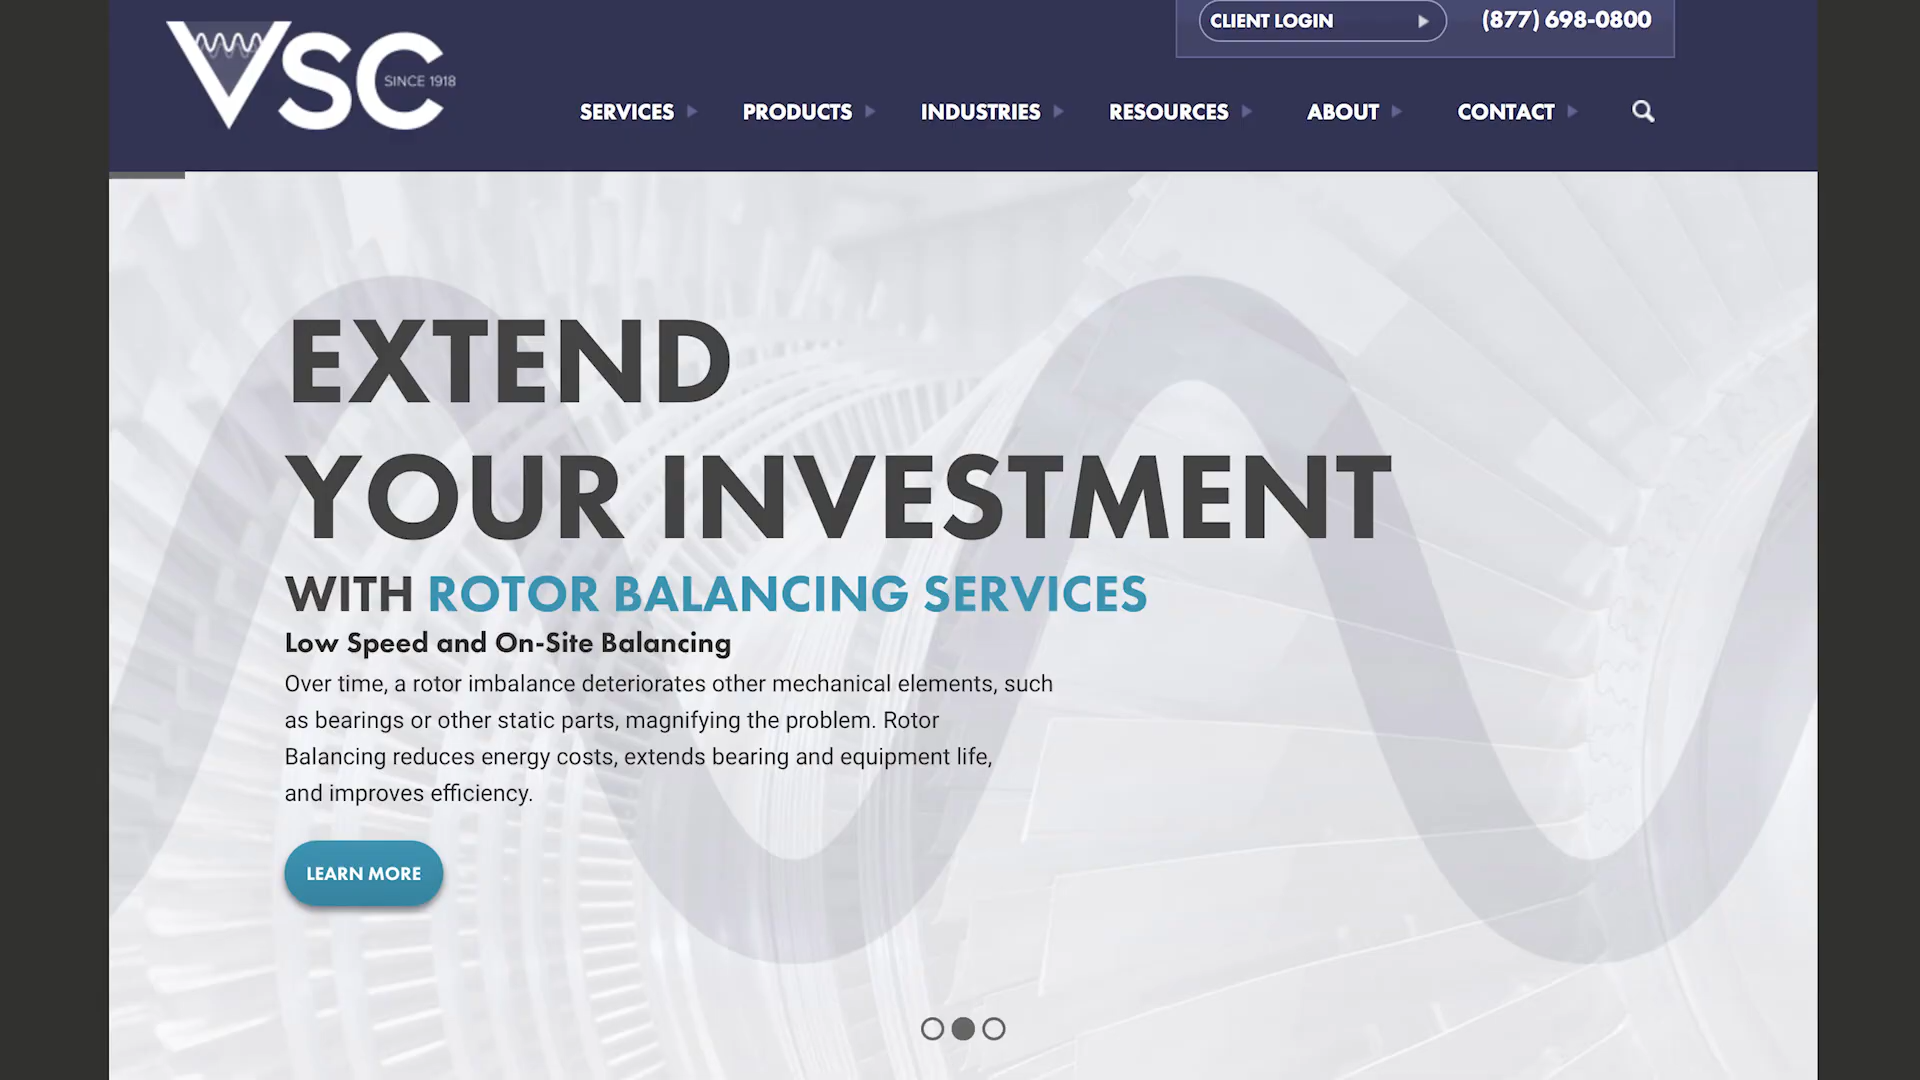 VSC
SINCE 1918
CLIENT LOGIN
(877) 698-0800
SERVICES PRODUCTS INDUSTRIES RESOURCES ABOUT CONTACT
EXTEND
YOUR INVESTMENT
WITH ROTOR BALANCING SERVICES
Low Speed and On-Site Balancing
Over time, a rotor imbalance deteriorates other mechanical elements, such
as bearings or other static parts, magnifying the problem. Rotor
Balancing reduces energy costs, extends bearing and equipment life,
and improves efficiency.
LEARN MORE